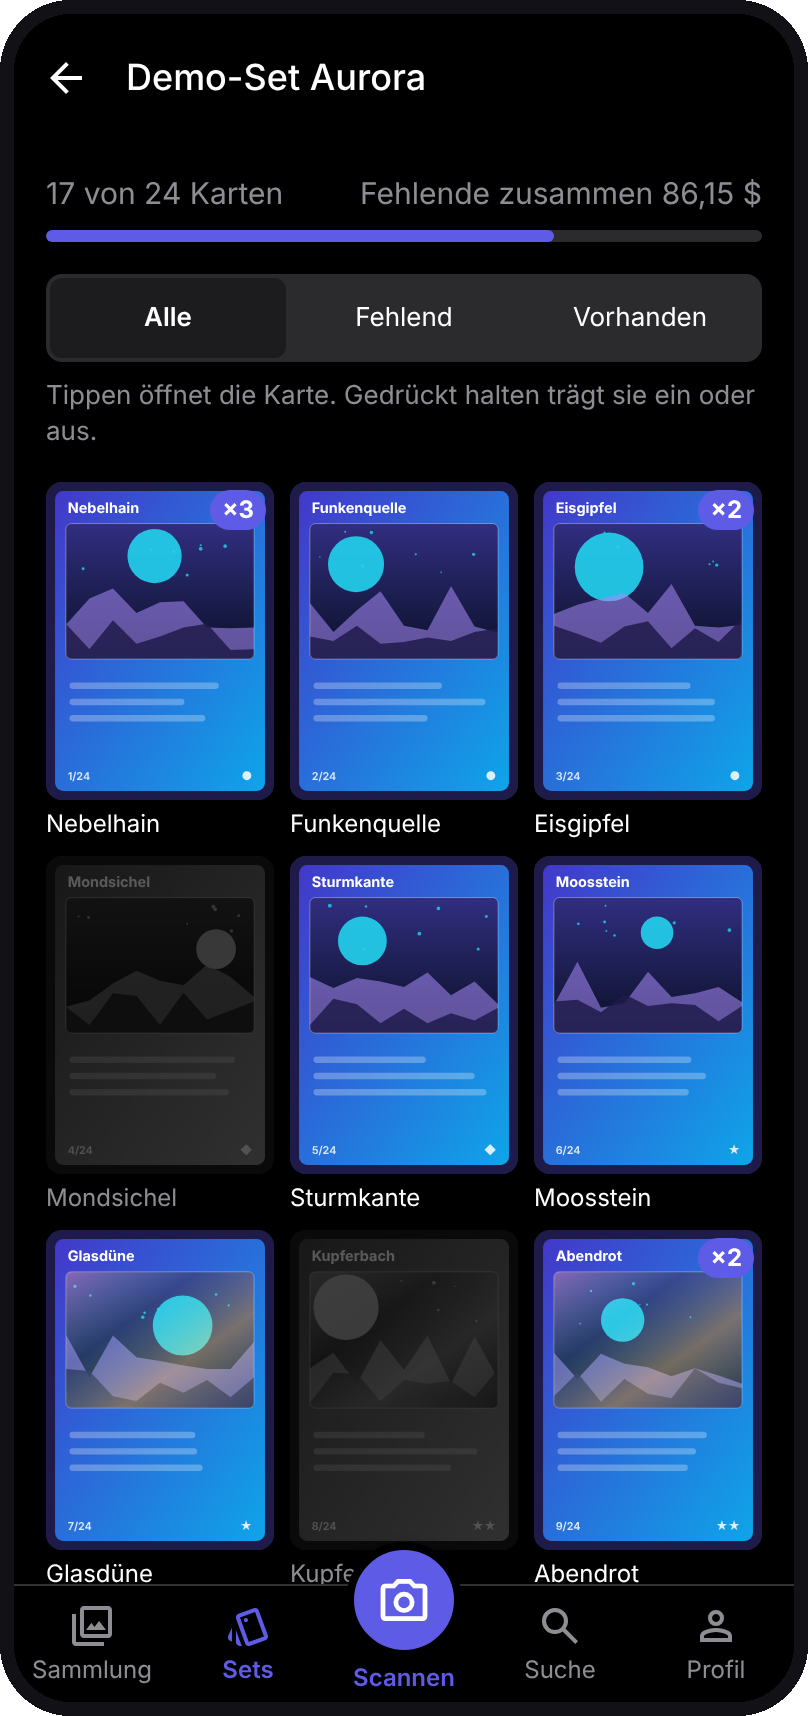 Demo-Set Aurora
17 von 24 Karten
Fehlende zusammen 86,15 $
Alle
Fehlend
Vorhanden
Tippen öffnet die Karte. Gedrückt halten trägt sie ein oder
aus.
Nebelhain
×3
1/24
Nebelhain
Funkenquelle
2/24
Funkenquelle
Eisgipfel
×2
3/24
Eisgipfel
Mondsichel
4/24
Mondsichel
Sturmkante
5/24
Sturmkante
Moosstein
6/24
Moosstein
Glasdüne
7/24
Glasdüne
Kupferbach
8/24
Kupfe
Abendrot
×2
9/24
Abendrot
Sammlung
Sets
Scannen
Suche
Profil